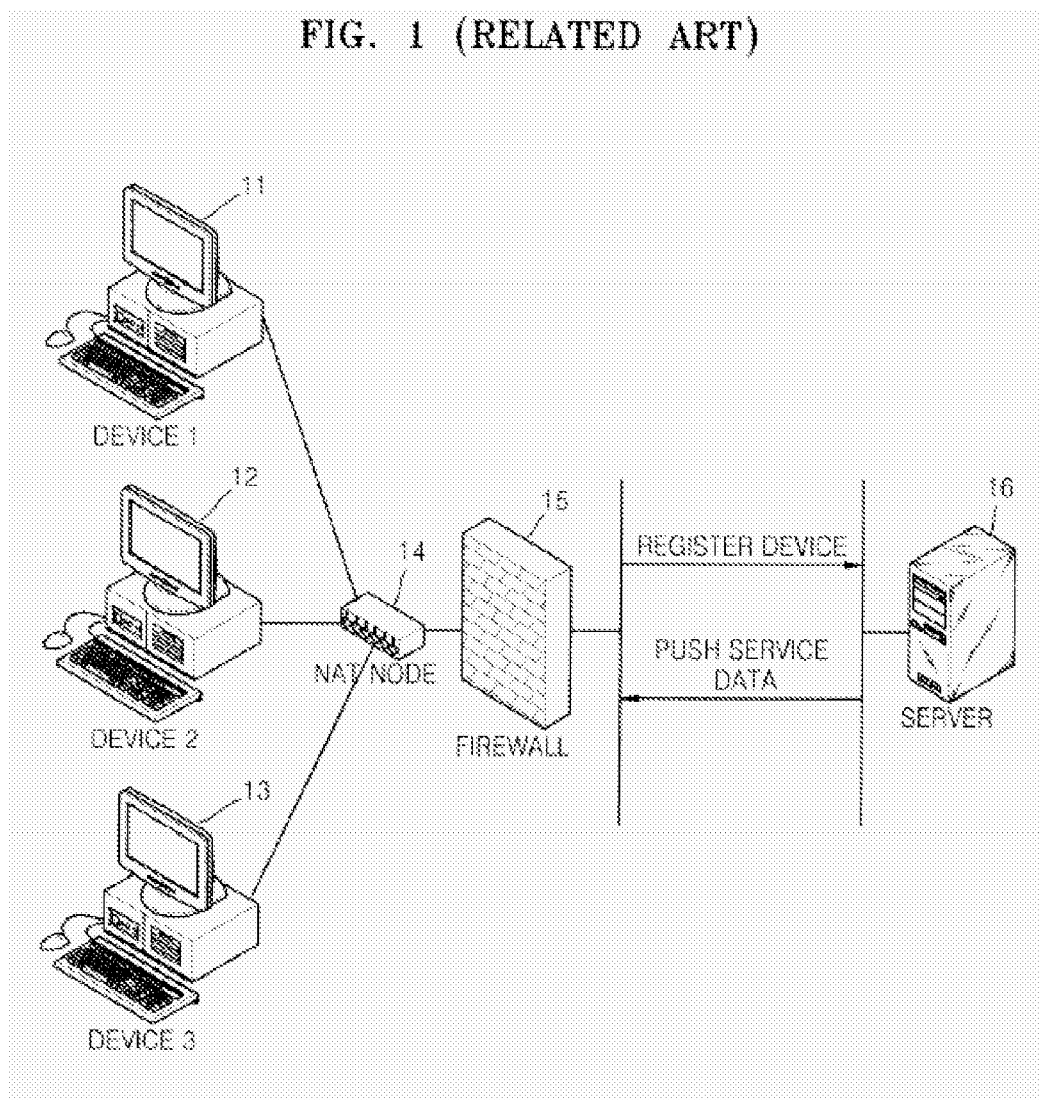 FIG. 1 (RELATED ART)
11
DEVICE 1
12
DEVICE 2
13
DEVICE 3
14
NAT NODE
15
FIREWALL
REGISTER DEVICE
PUSH SERVICE
DATA
16
SERVER